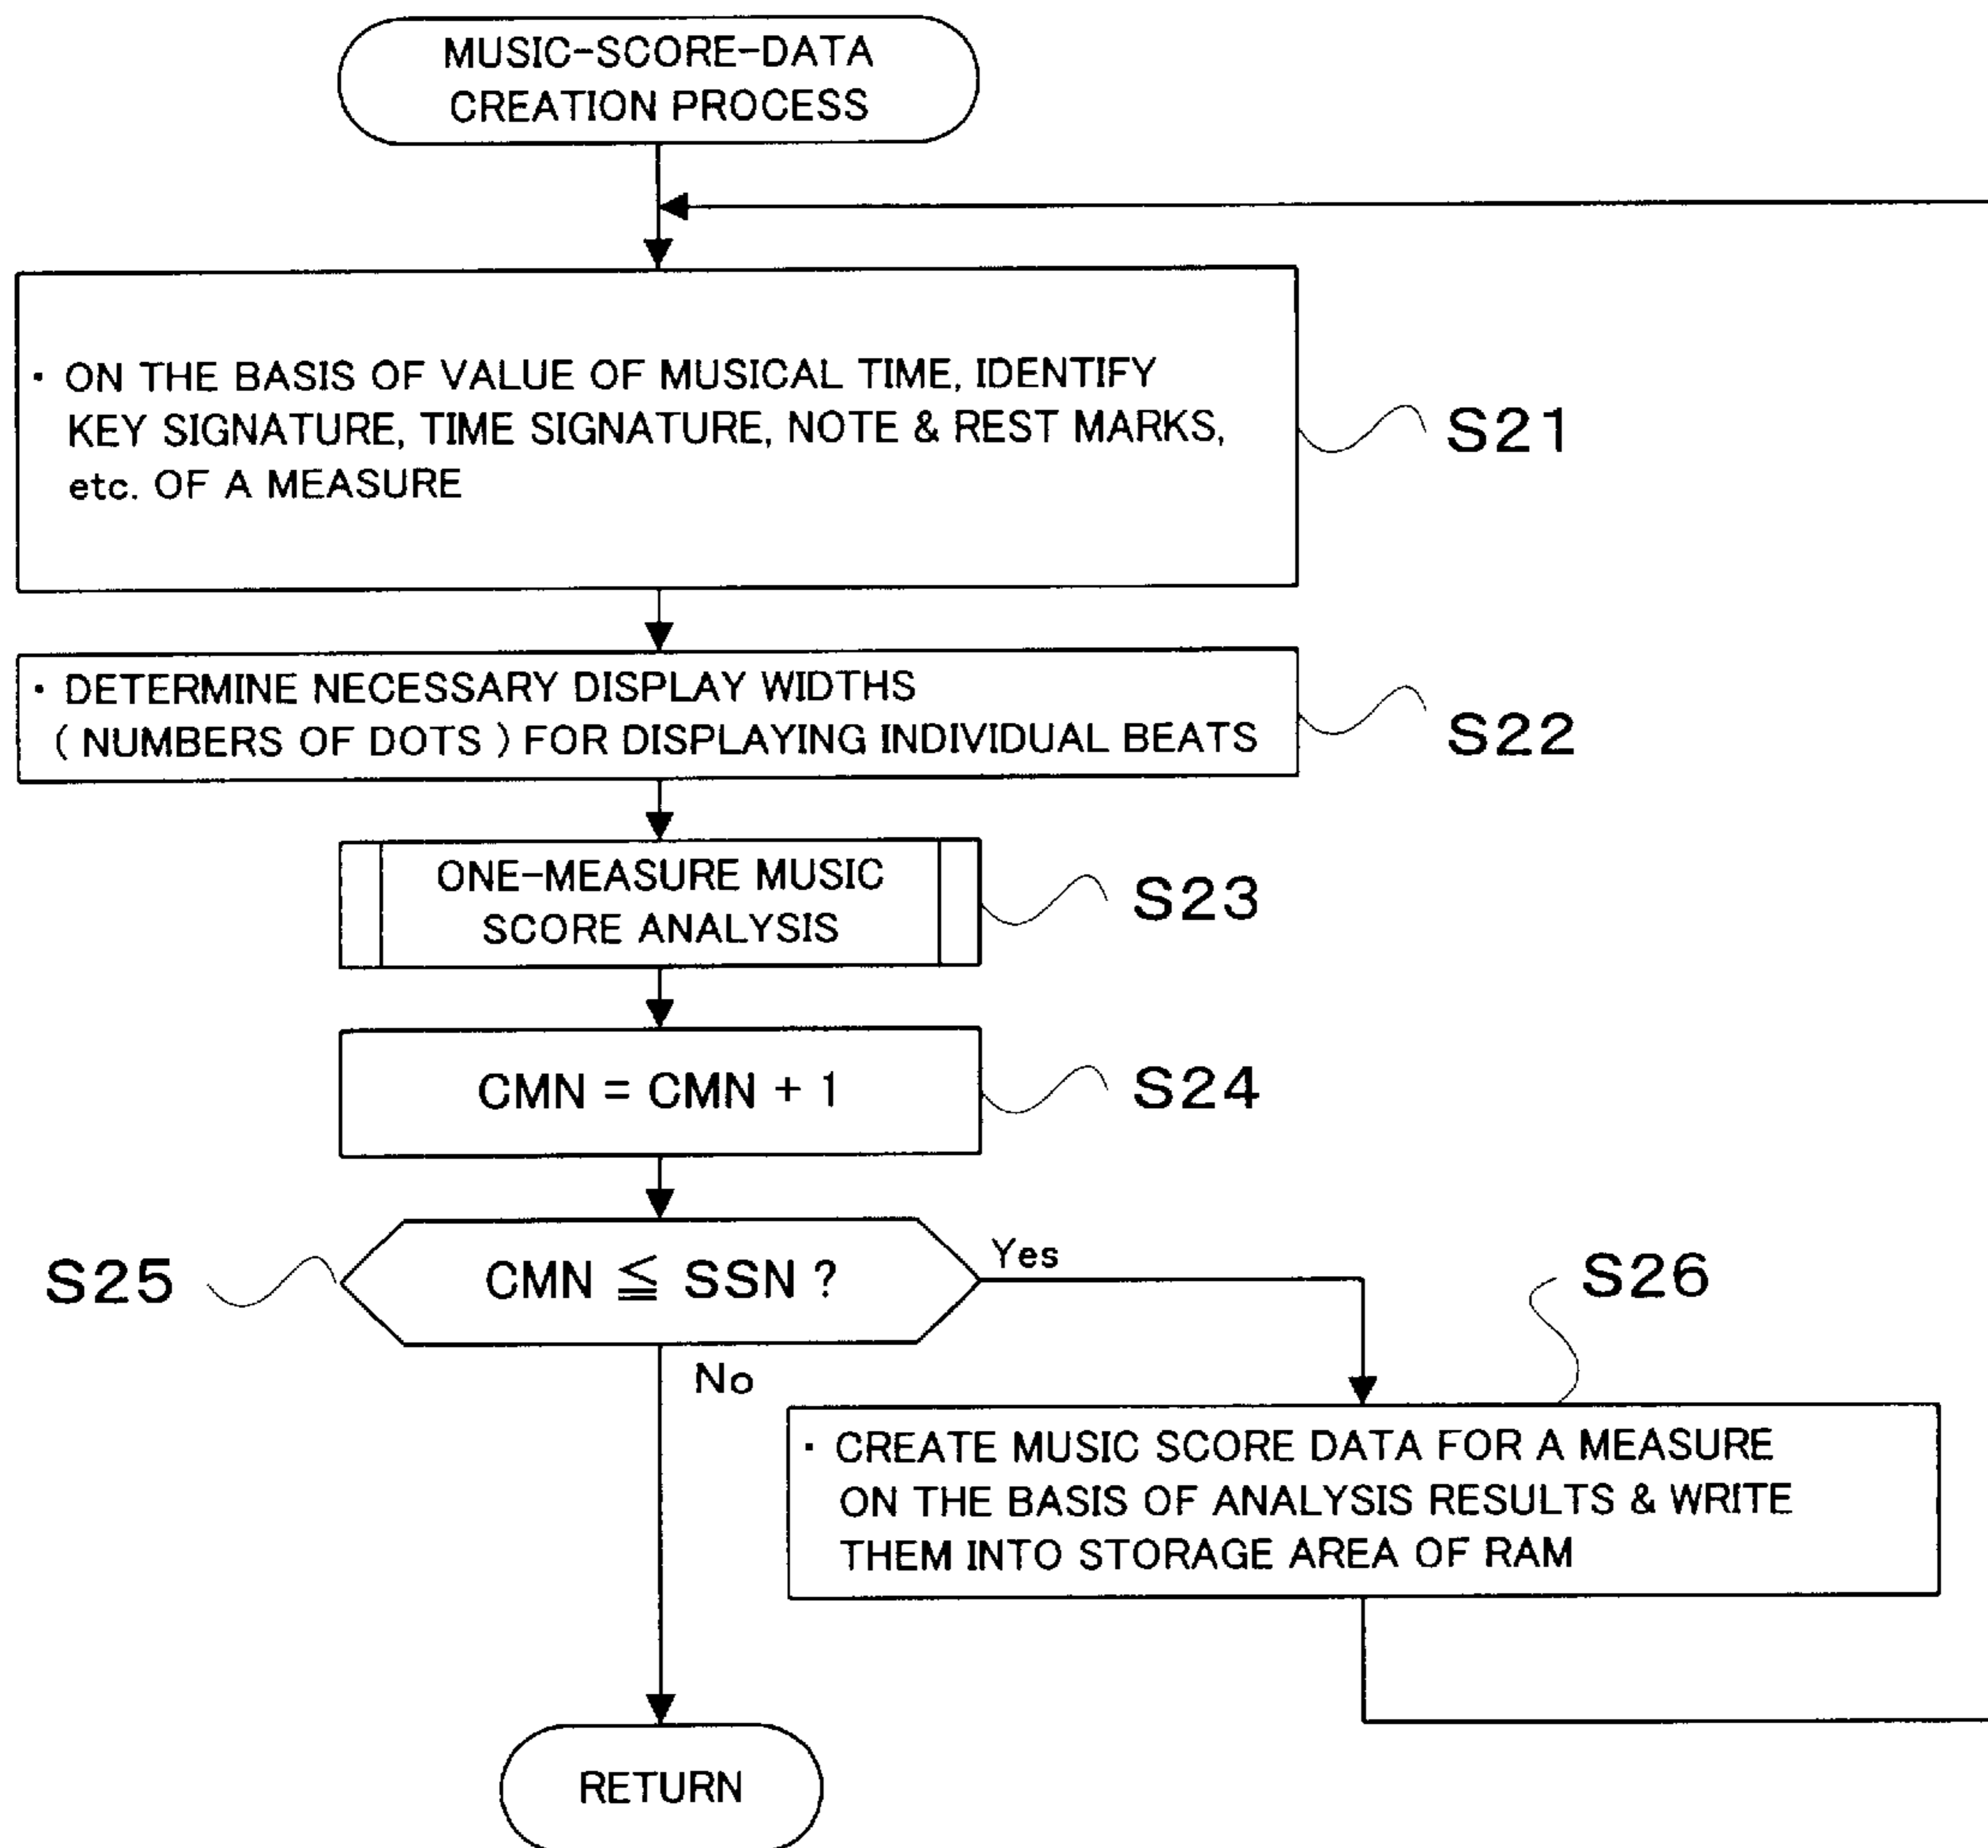 MUSIC-SCORE-DATA
CREATION PROCESS
· ON THE BASIS OF VALUE OF MUSICAL TIME, IDENTIFY
KEY SIGNATURE, TIME SIGNATURE, NOTE & REST MARKS,
etc. OF A MEASURE
S21
· DETERMINE NECESSARY DISPLAY WIDTHS
( NUMBERS OF DOTS ) FOR DISPLAYING INDIVIDUAL BEATS
S22
ONE-MEASURE MUSIC
SCORE ANALYSIS
S23
CMN = CMN + 1
S24
S25
CMN ≦ SSN ?
Yes
No
S26
· CREATE MUSIC SCORE DATA FOR A MEASURE
ON THE BASIS OF ANALYSIS RESULTS & WRITE
THEM INTO STORAGE AREA OF RAM
RETURN